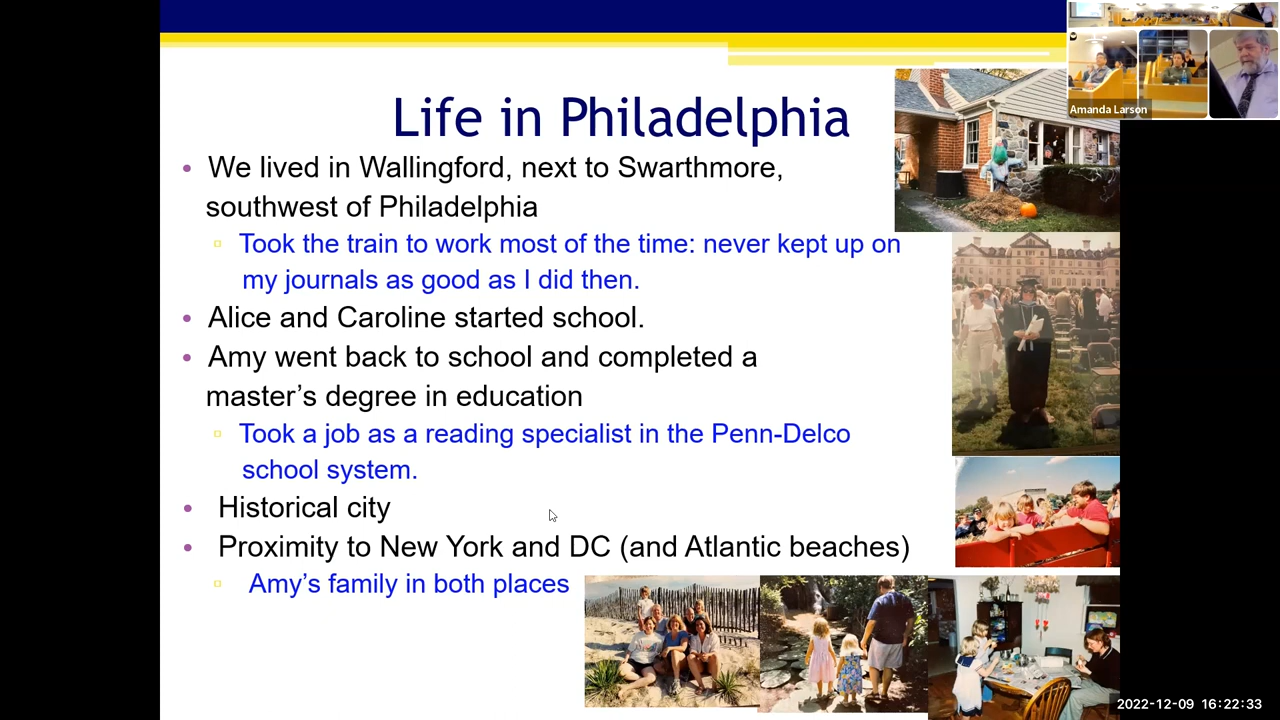 Amanda Larson
Life in Philadelphia
• We lived in Wallingford, next to Swarthmore,
southwest of Philadelphia
▫ Took the train to work most of the time: never kept up on
my journals as good as I did then.
• Alice and Caroline started school.
• Amy went back to school and completed a
master’s degree in education
▫ Took a job as a reading specialist in the Penn-Delco
school system.
• Historical city
• Proximity to New York and DC (and Atlantic beaches)
▫ Amy’s family in both places
2022-12-09 16:22:33